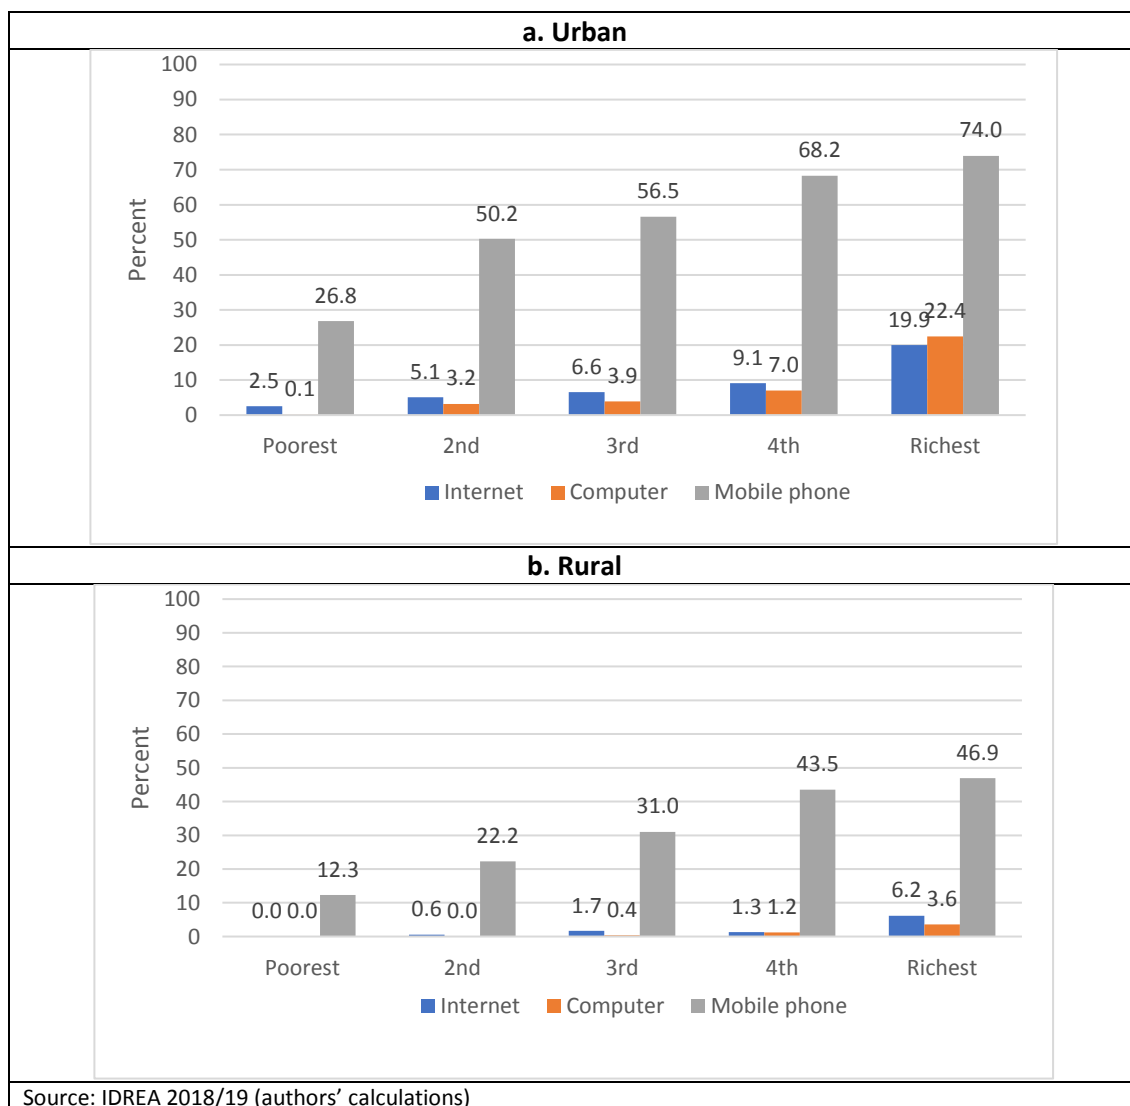 a. Urban
100
90
80
70
60
50
40
30
20
10
0
Percent
2.5 0.1 26.8
5.1 3.2 50.2
6.6 3.9 56.5
9.1 7.0 68.2
19.9 22.4 74.0
Poorest 2nd 3rd 4th Richest
Internet Computer Mobile phone
b. Rural
100
90
80
70
60
50
40
30
20
10
0
Percent
0.0 0.0 12.3
0.6 0.0 22.2
1.7 0.4 31.0
1.3 1.2 43.5
6.2 3.6 46.9
Poorest 2nd 3rd 4th Richest
Internet Computer Mobile phone
Source: IDREA 2018/19 (authors’ calculations)